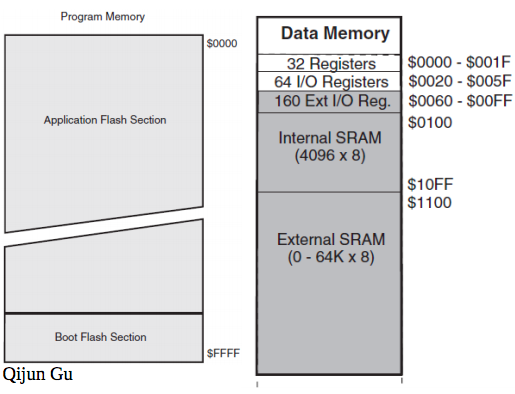 Program Memory
$0000
Application Flash Section
Boot Flash Section
$FFFF
Qijun Gu
Data Memory
32 Registers
$0000 - $001F
64 I/O Registers
$0020 - $005F
160 Ext I/O Reg.
$0060 - $00FF
$0100
Internal SRAM
(4096 x 8)
$10FF
$1100
External SRAM
(0 - 64K x 8)